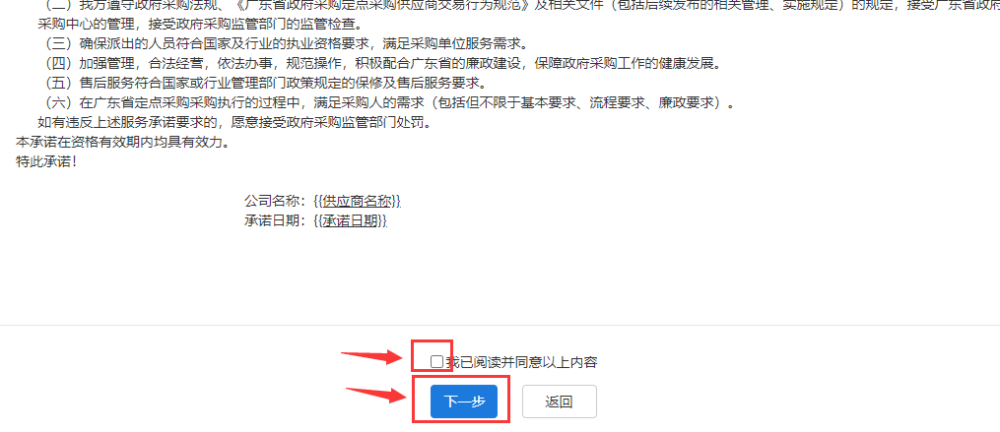 （二）我方遵守政府采购法规、《广东省政府采购定点采购供应商交易行为规范》及相关文件（包括后续发布的相关管理、实施规定）的规定，接受广东省政府
采购中心的管理，接受政府采购监管部门的监管检查。
（三）确保派出的人员符合国家及行业的执业资格要求，满足采购单位服务需求。
（四）加强管理，合法经营，依法办事，规范操作，积极配合广东省的廉政建设，保障政府采购工作的健康发展。
（五）售后服务符合国家或行业管理部门政策规定的保修及售后服务要求。
（六）在广东省定点采购采购执行的过程中，满足采购人的需求（包括但不限于基本要求、流程要求、廉政要求）。
如有违反上述服务承诺要求的，愿意接受政府采购监管部门处罚。
本承诺在资格有效期内均具有效力。
特此承诺！
公司名称：{{供应商名称}}
承诺日期：{{承诺日期}}
我已阅读并同意以上内容
下一步 返回